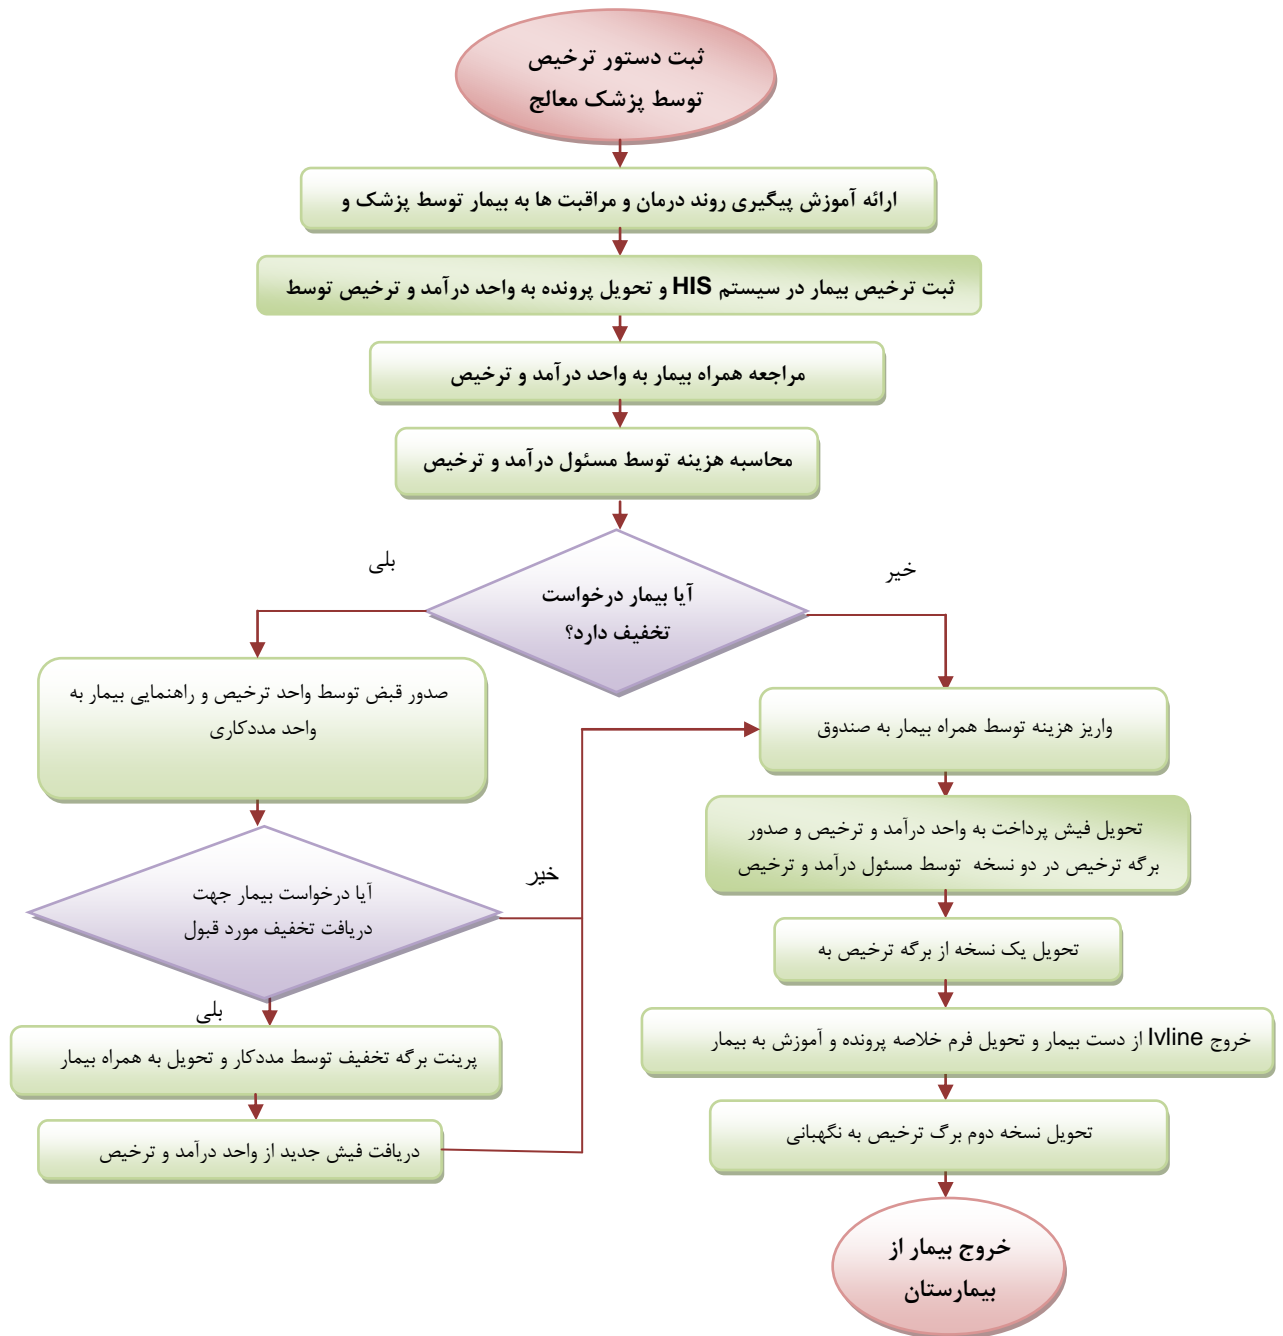 ثبت دستور ترخیص
توسط پزشک معالج
ارائه آموزش پیگیری روند درمان و مراقبت ها به بیمار توسط پزشک و
ثبت ترخیص بیمار در سیستم HIS و تحویل پرونده به واحد درآمد و ترخیص توسط
مراجعه همراه بیمار به واحد درآمد و ترخیص
محاسبه هزینه توسط مسئول درآمد و ترخیص
آیا بیمار درخواست
تخفیف دارد؟
بلی
خیر
صدور قبض توسط واحد ترخیص و راهنمایی بیمار به
واحد مددکاری
آیا درخواست بیمار جهت
دریافت تخفیف مورد قبول
خیر
بلی
پرینت برگه تخفیف توسط مددکار و تحویل به همراه بیمار
دریافت فیش جدید از واحد درآمد و ترخیص
واریز هزینه توسط همراه بیمار به صندوق
تحویل فیش پرداخت به واحد درآمد و ترخیص و صدور
برگه ترخیص در دو نسخه توسط مسئول درآمد و ترخیص
تحویل یک نسخه از برگه ترخیص به
خروج Ivline از دست بیمار و تحویل فرم خلاصه پرونده و آموزش به بیمار
تحویل نسخه دوم برگ ترخیص به نگهبانی
خروج بیمار از
بیمارستان